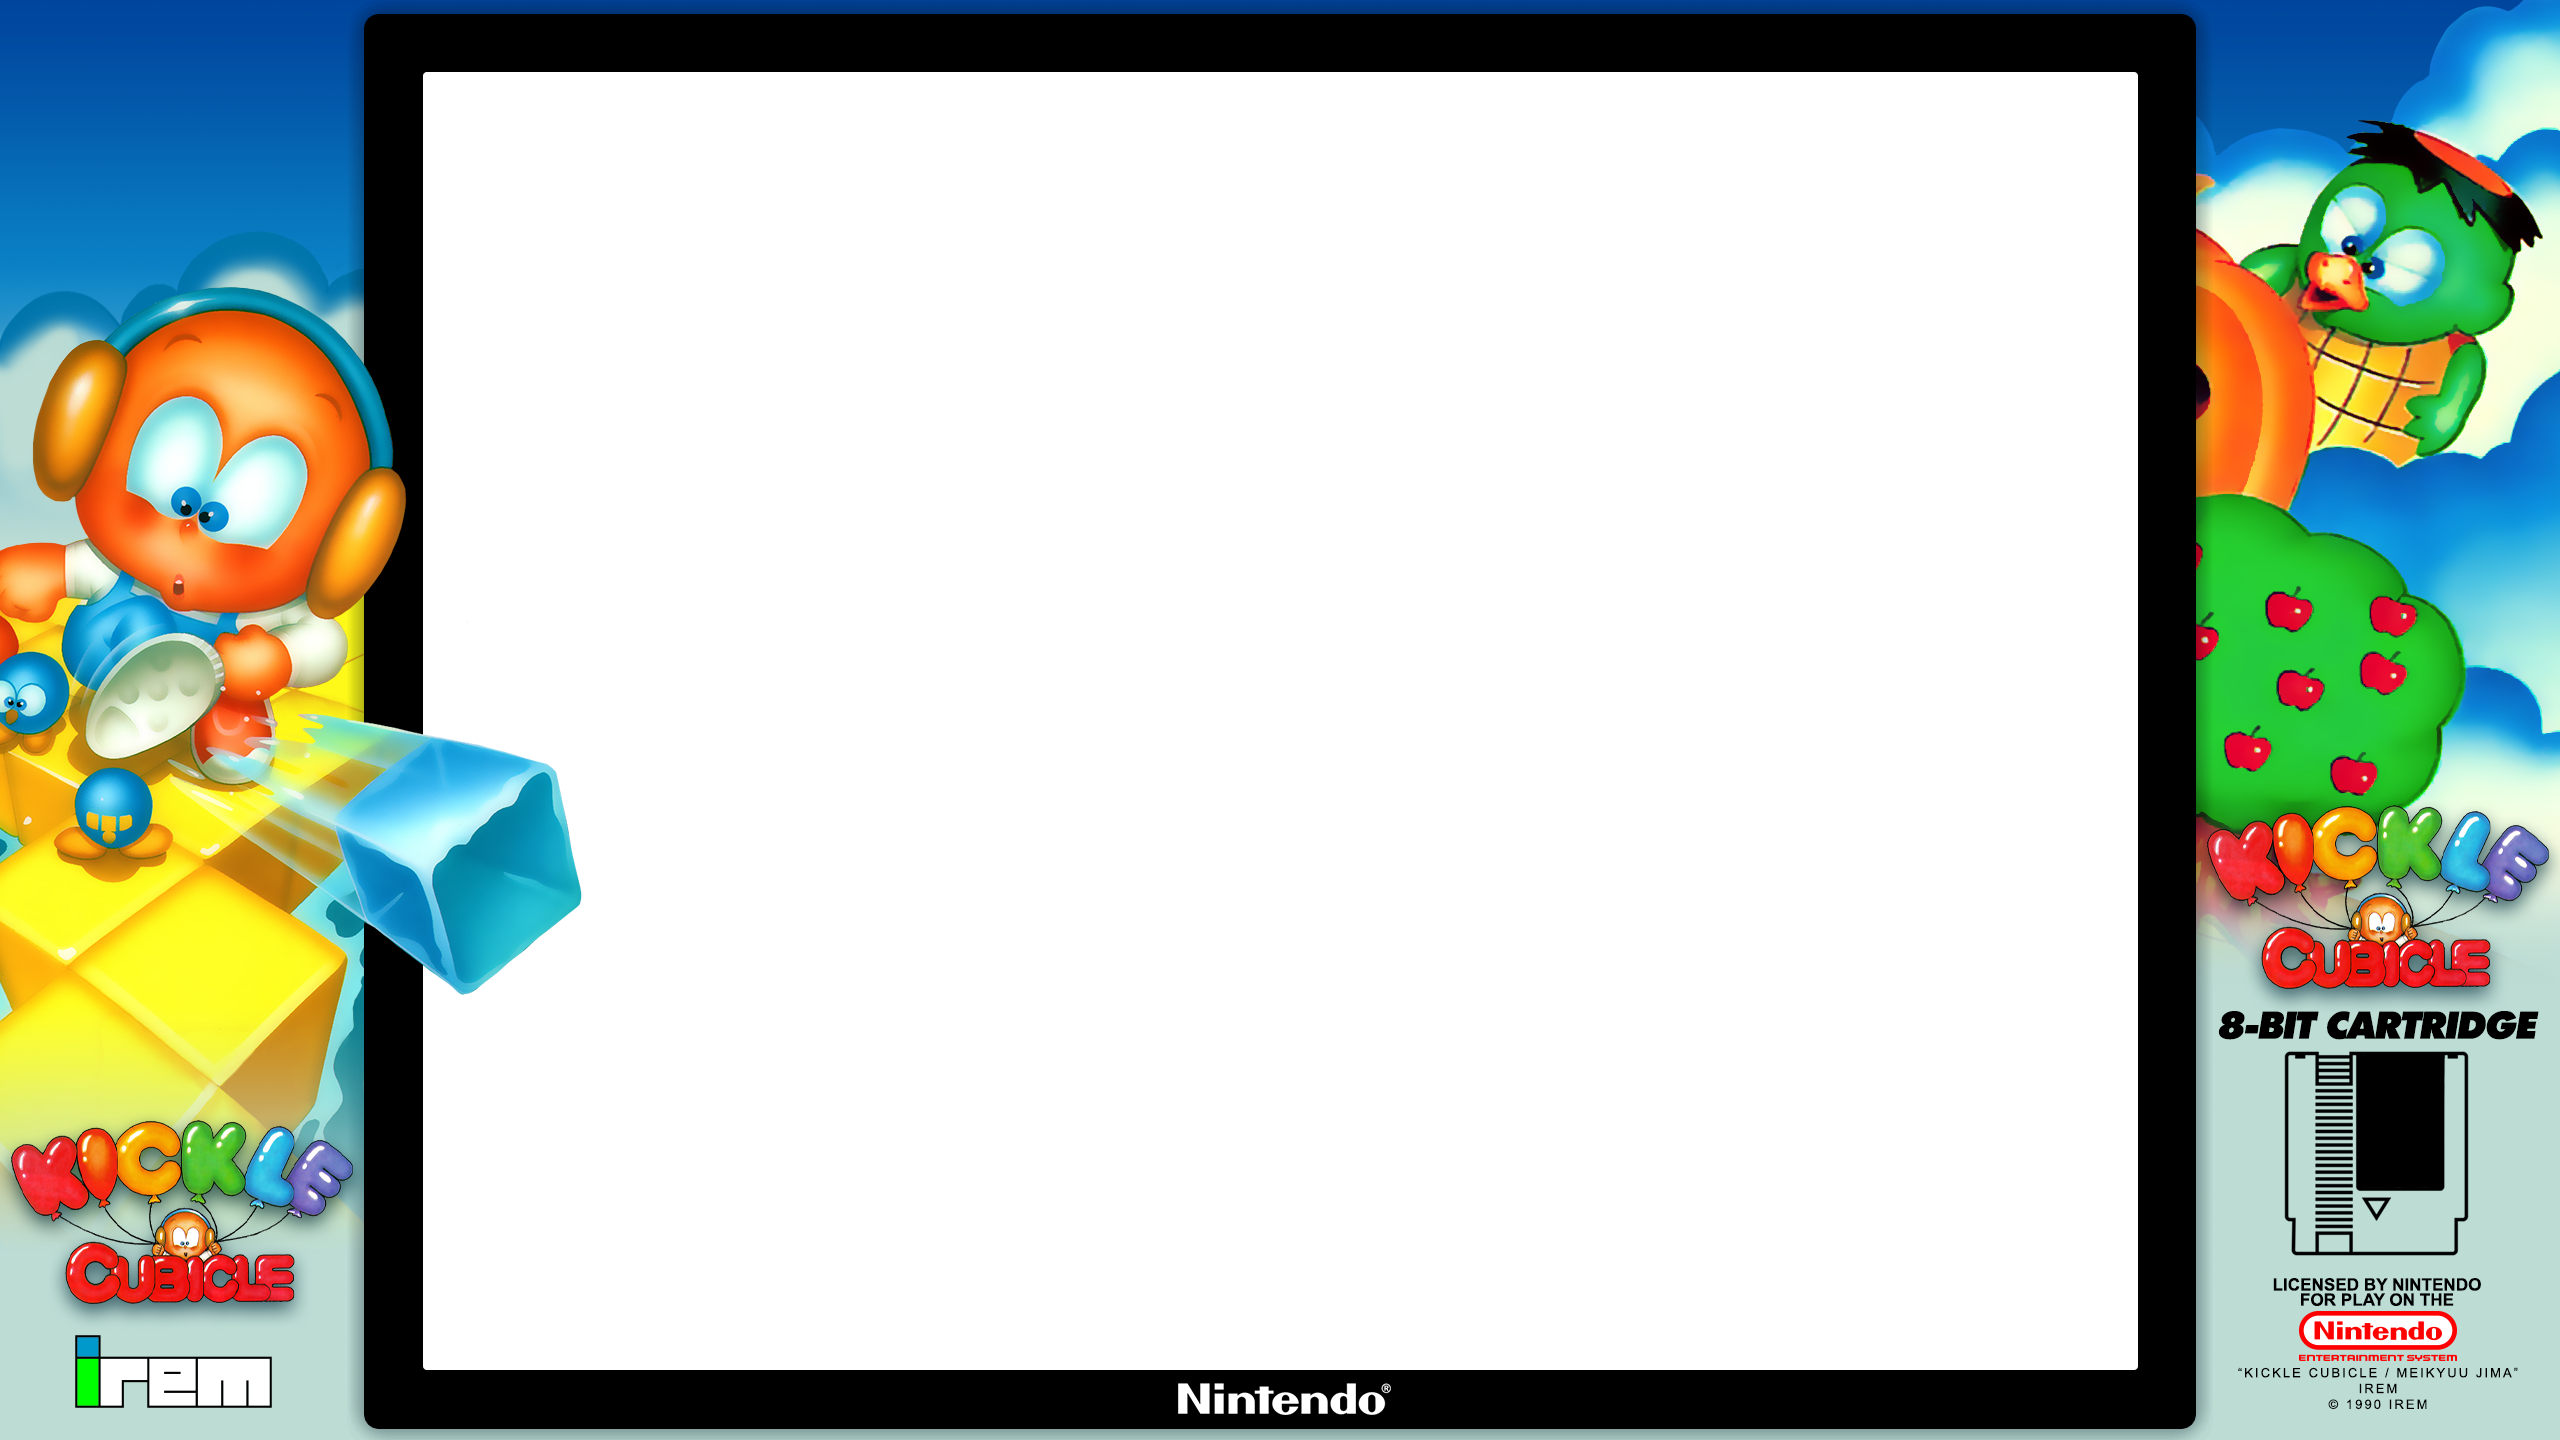 KICKLE
CUBICLE
irem
Nintendo®
KICKLE
CUBICLE
8-BIT CARTRIDGE
LICENSED BY NINTENDO
FOR PLAY ON THE
Nintendo
ENTERTAINMENT SYSTEM
“KICKLE CUBICLE / MEIKYUU JIMA”
IREM
© 1990 IREM